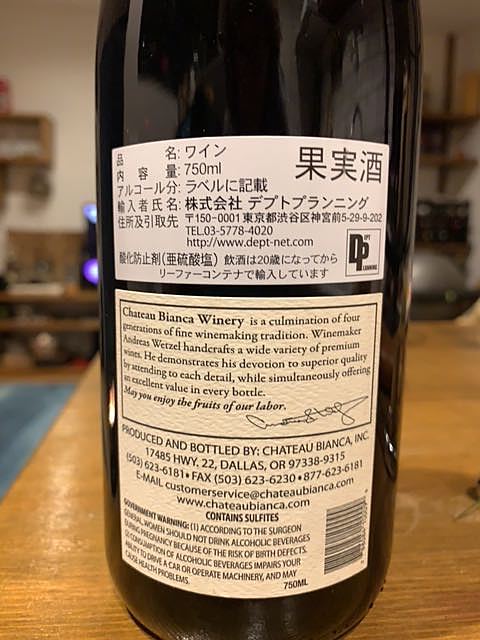 品名: ワイン 果実酒
内容量: 750ml
アルコール分: ラベルに記載
輸入者氏名: 株式会社 デプトプランニング
住所及引取先 〒150-0001 東京都渋谷区神宮前5-29-9-202
TEL.03-5778-4020
http://www.dept-net.com
酸化防止剤(亜硫酸塩) 飲酒は20歳になってから
リーファーコンテナで輸入しています
DEPT
DP
PLANNING
Chateau Bianca Winery is a culmination of four
generations of fine winemaking tradition. Winemaker
Andreas Wetzel handcrafts a wide variety of premium
wines. He demonstrates his devotion to superior quality
by attending to each detail, while simultaneously offering
an excellent value in every bottle.
May you enjoy the fruits of our labor.
PRODUCED AND BOTTLED BY: CHATEAU BIANCA, INC.
17485 HWY. 22, DALLAS, OR 97338-9315
(503) 623-6181 • FAX (503) 623-6230 • 877-623-6181
E-MAIL customerservice@chateaubianca.com
www.chateaubianca.com
CONTAINS SULFITES
GOVERNMENT WARNING: (1) ACCORDING TO THE SURGEON
GENERAL, WOMEN SHOULD NOT DRINK ALCOHOLIC BEVERAGES
DURING PREGNANCY BECAUSE OF THE RISK OF BIRTH DEFECTS.
(2) CONSUMPTION OF ALCOHOLIC BEVERAGES IMPAIRS YOUR
ABILITY TO DRIVE A CAR OR OPERATE MACHINERY, AND MAY
CAUSE HEALTH PROBLEMS.
750ML